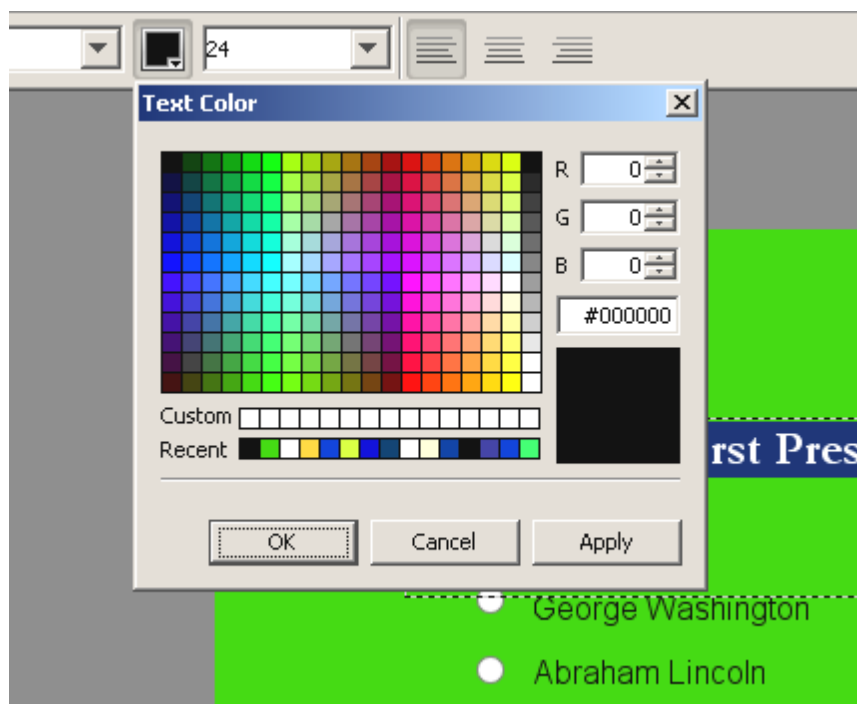 24
Text Color
R 0
G 0
B 0
#000000
Custom
Recent
rst Pres
OK Cancel Apply
George Washington
Abraham Lincoln